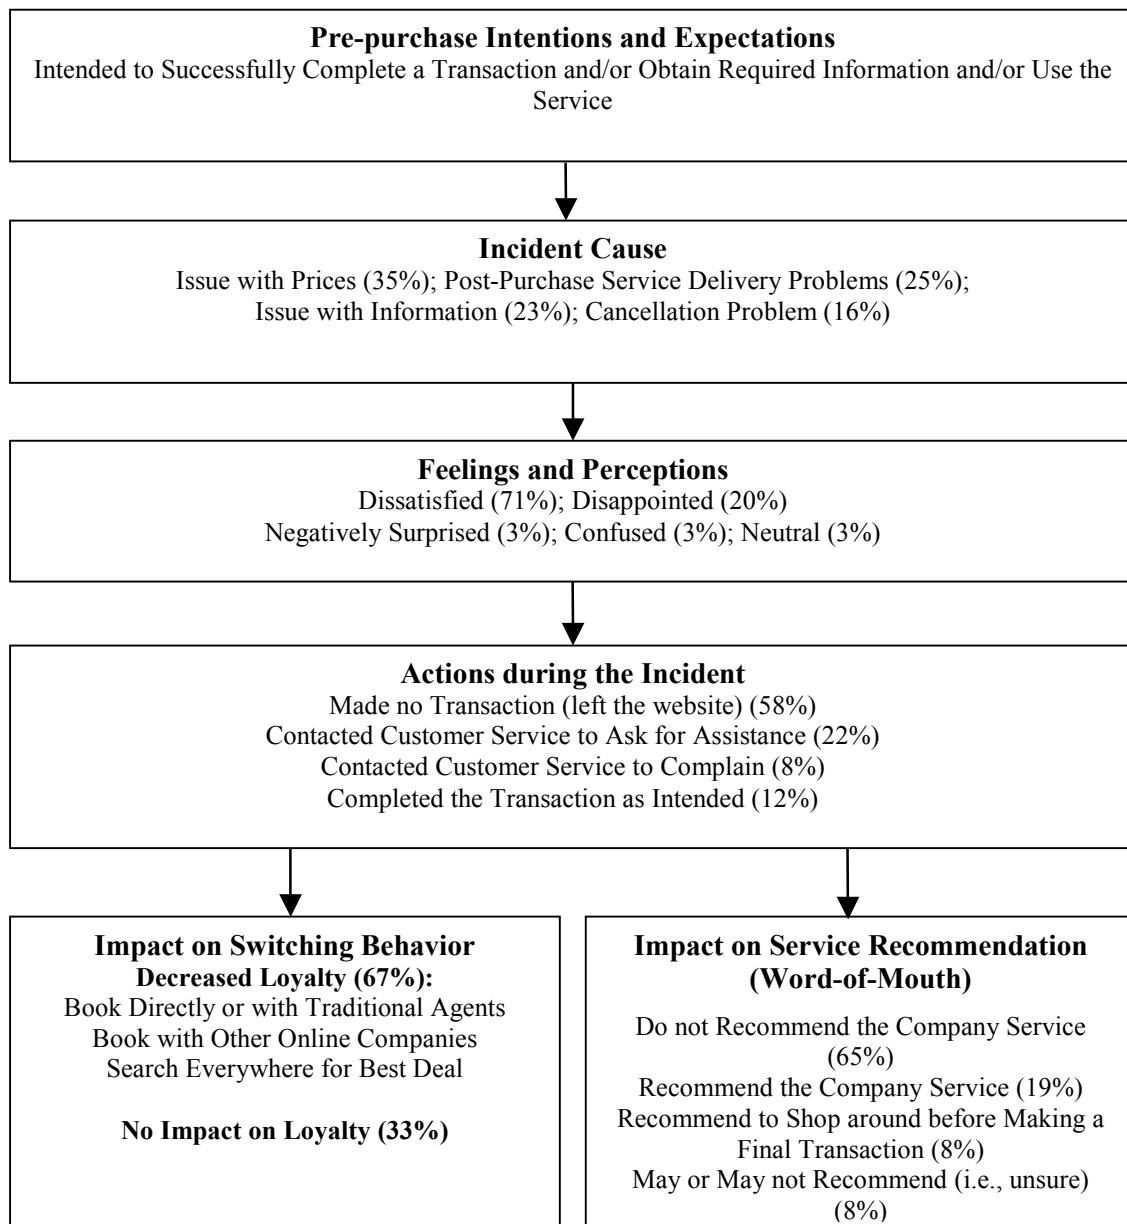 Pre-purchase Intentions and Expectations
Intended to Successfully Complete a Transaction and/or Obtain Required Information and/or Use the
Service
Incident Cause
Issue with Prices (35%); Post-Purchase Service Delivery Problems (25%);
Issue with Information (23%); Cancellation Problem (16%)
Feelings and Perceptions
Dissatisfied (71%); Disappointed (20%)
Negatively Surprised (3%); Confused (3%); Neutral (3%)
Actions during the Incident
Made no Transaction (left the website) (58%)
Contacted Customer Service to Ask for Assistance (22%)
Contacted Customer Service to Complain (8%)
Completed the Transaction as Intended (12%)
Impact on Switching Behavior
Decreased Loyalty (67%):
Book Directly or with Traditional Agents
Book with Other Online Companies
Search Everywhere for Best Deal
No Impact on Loyalty (33%)
Impact on Service Recommendation
(Word-of-Mouth)
Do not Recommend the Company Service
(65%)
Recommend the Company Service (19%)
Recommend to Shop around before Making a
Final Transaction (8%)
May or May not Recommend (i.e., unsure)
(8%)